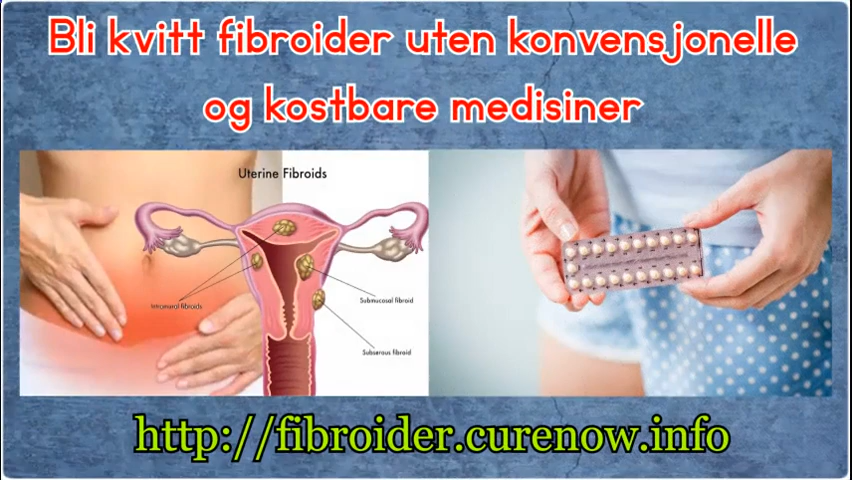 Bli kvitt fibroider uten konvensjonelle
og kostbare medisiner
Uterine Fibroids
Intramural fibroids
Submucosal fibroid
Subserous fibroid
http://fibroider.curenow.info